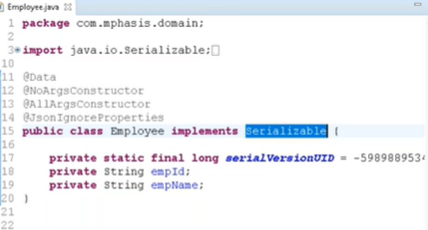 Employee.java
1 package com.mphasis.domain;
2
3 import java.io.Serializable;
10
11 @Data
12 @NoArgsConstructor
13 @AllArgsConstructor
14 @JsonIgnoreProperties
15 public class Employee implements Serializable {
16
17 private static final long serialVersionUID = -5989889534
18 private String empId;
19 private String empName;
20 }
21
22